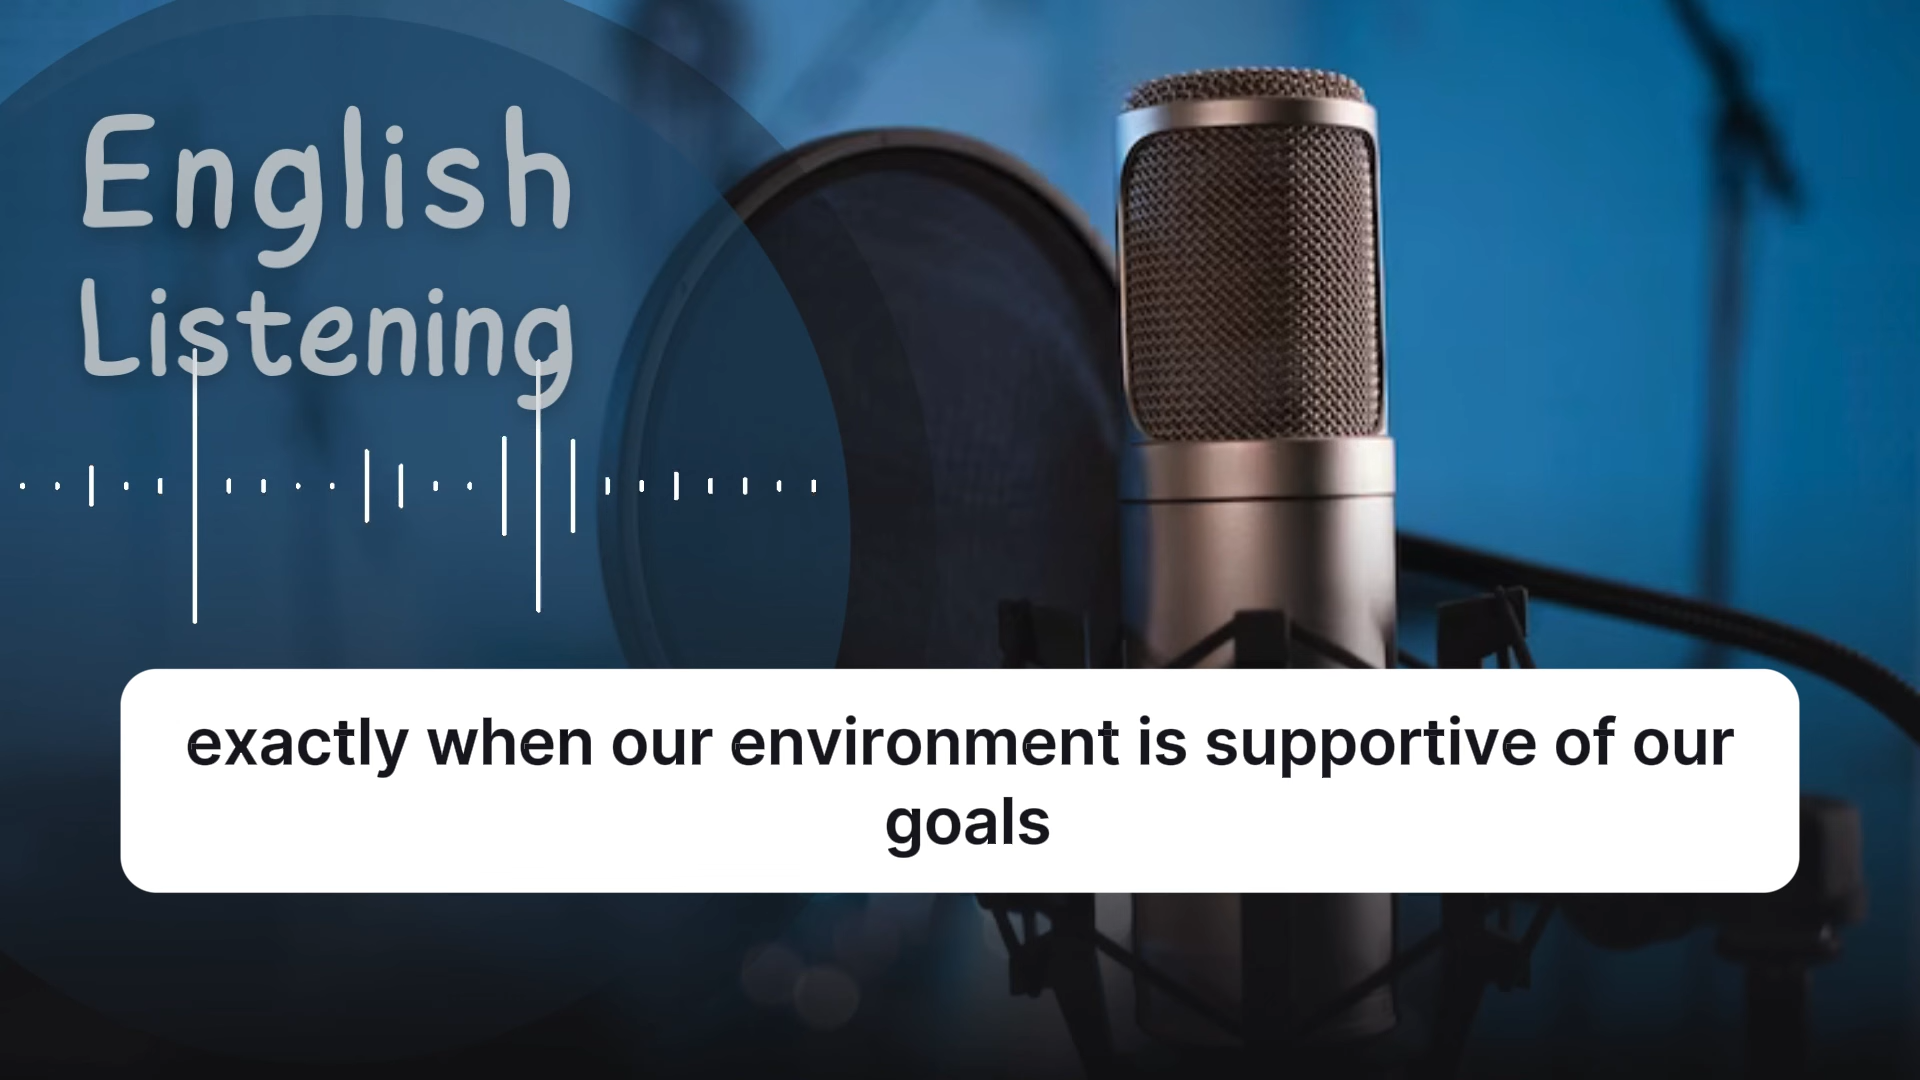 English
Listening
exactly when our environment is supportive of our
goals